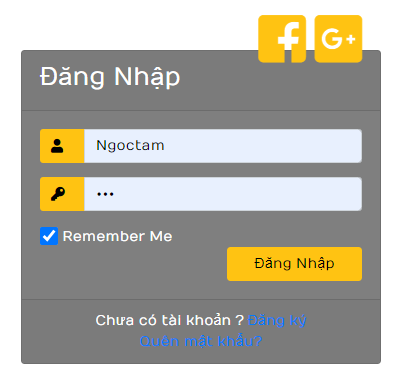 G+
Đăng Nhập
Ngoctam
•••
Remember Me
Đăng Nhập
Chưa có tài khoản ? Đăng ký
Quên mật khẩu?